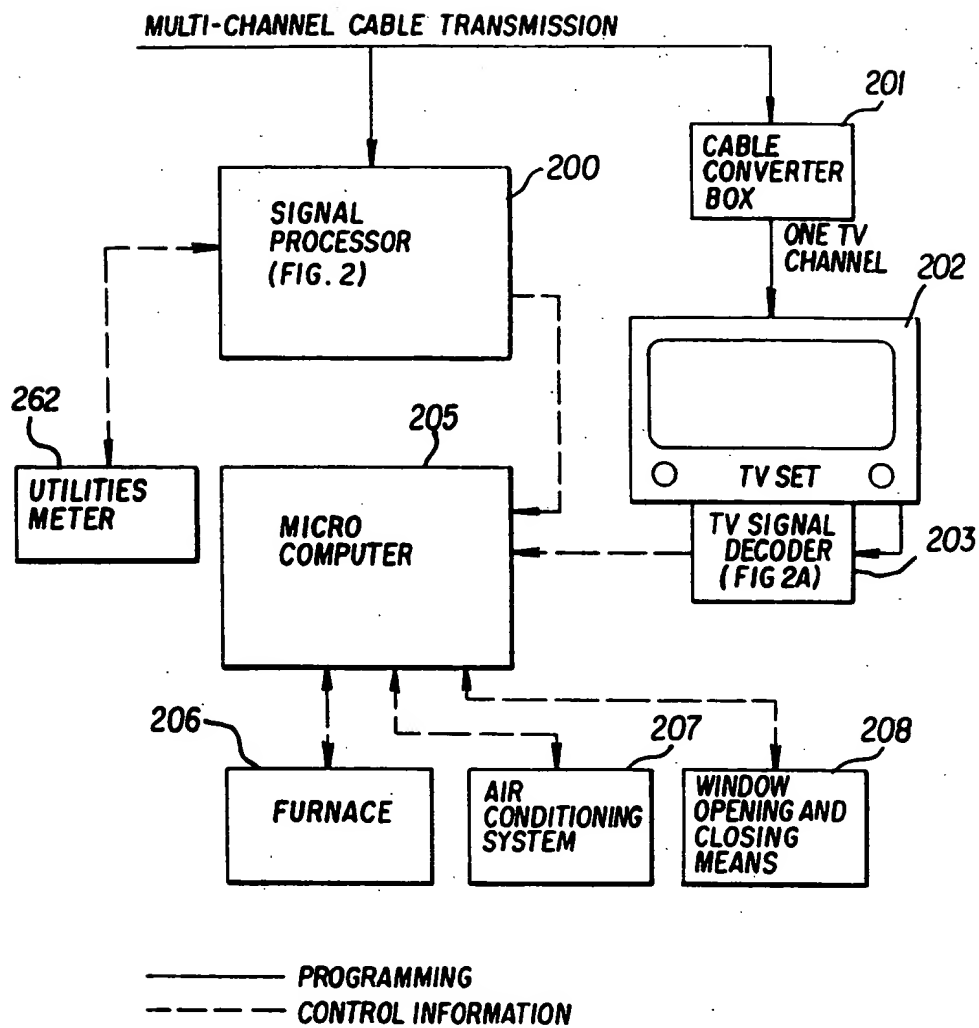 MULTI-CHANNEL CABLE TRANSMISSION
201
CABLE
CONVERTER
BOX
200
SIGNAL
PROCESSOR
(FIG. 2)
ONE TV
CHANNEL
202
262
UTILITIES
METER
205
MICRO
COMPUTER
TV SET
TV SIGNAL
DECODER
(FIG 2A)
203
206
FURNACE
207
AIR
CONDITIONING
SYSTEM
208
WINDOW
OPENING AND
CLOSING
MEANS
PROGRAMMING
CONTROL INFORMATION